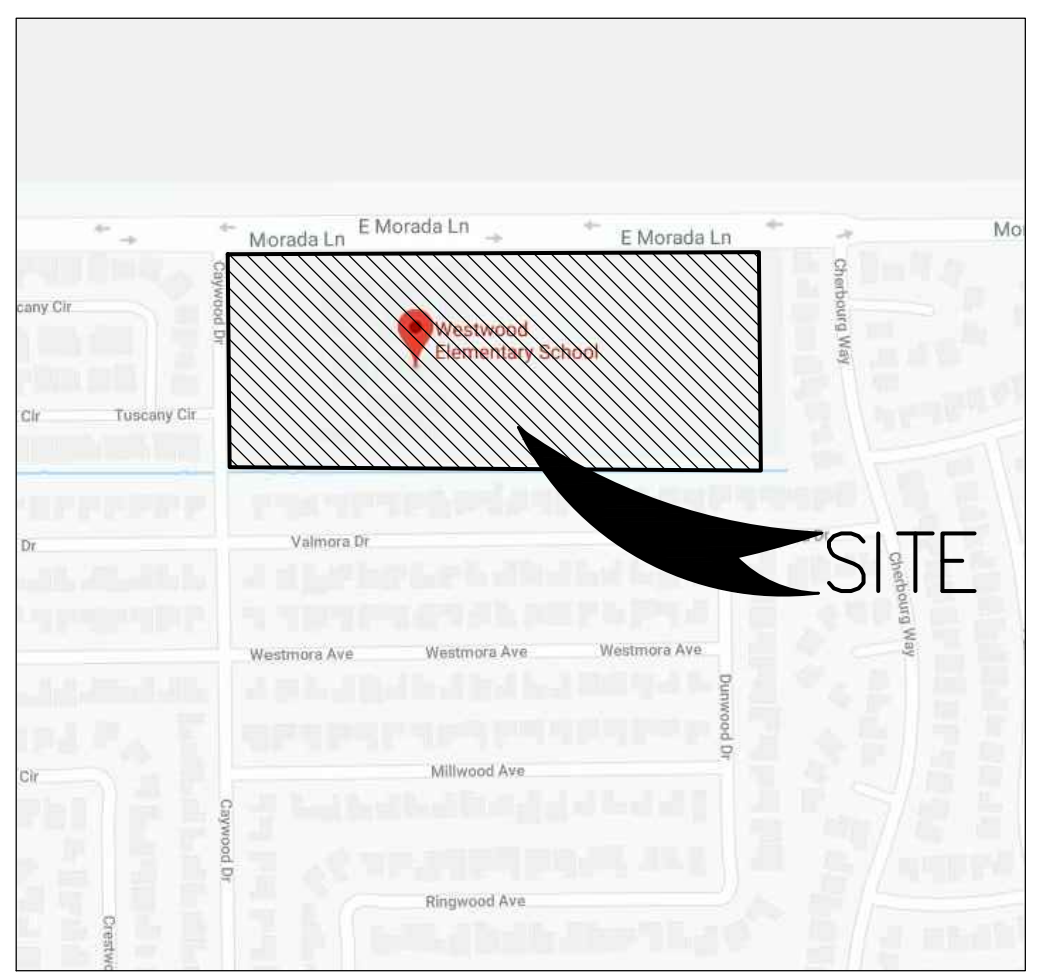 E Morada Ln
Morada Ln
E Morada Ln
Mo
Caywood Dr
Cherbourg Way
cany Cir
Westwood
Elementary School
Cir
Tuscany Cir
Dr
Valmora Dr
Dr
SITE
Cherbourg Way
Westmora Ave
Westmora Ave
Westmora Ave
Dunwood Dr
Cir
Millwood Ave
Caywood Dr
Ringwood Ave
Crestwo